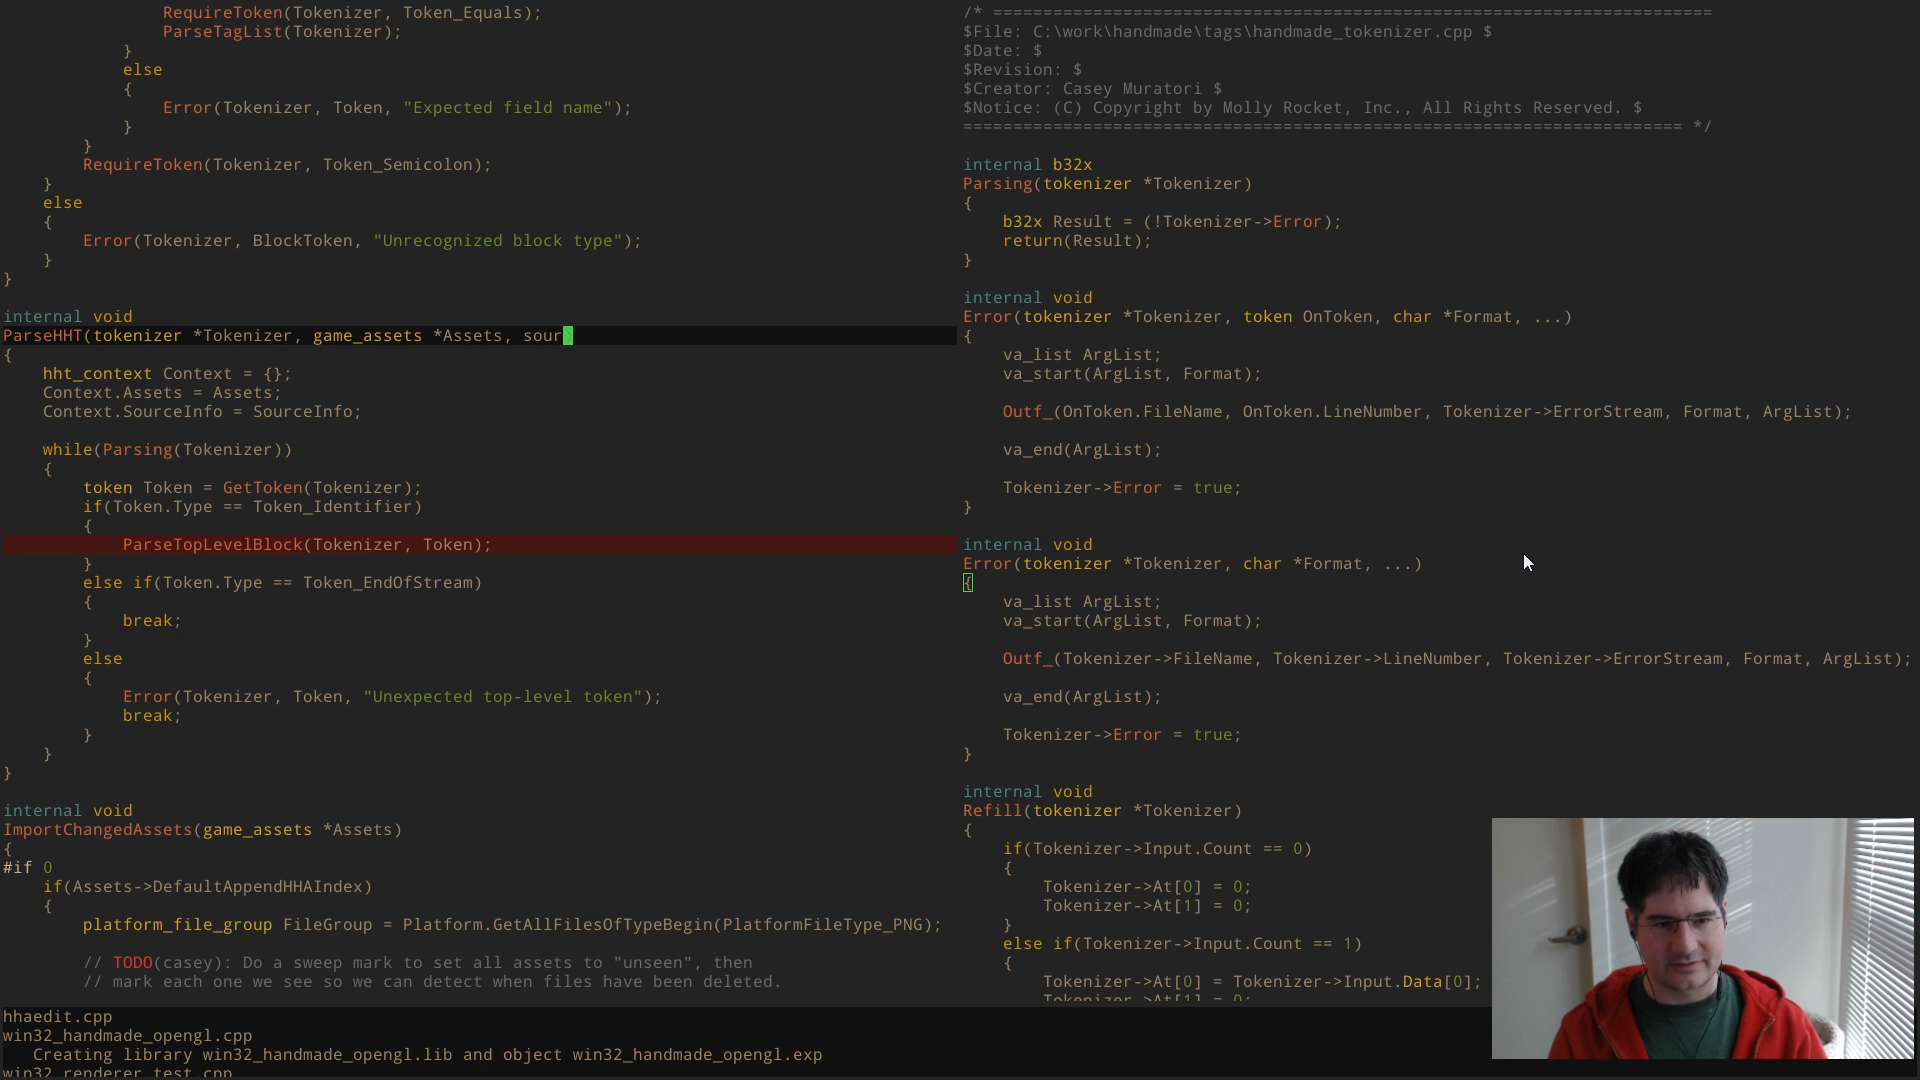 RequireToken(Tokenizer, Token_Equals);
ParseTagList(Tokenizer);
}
else
{
Error(Tokenizer, Token, "Expected field name");
}
}
RequireToken(Tokenizer, Token_Semicolon);
}
else
{
Error(Tokenizer, BlockToken, "Unrecognized block type");
}
}
internal void
ParseHHT(tokenizer *Tokenizer, game_assets *Assets, sour)
{
hht_context Context = {};
Context.Assets = Assets;
Context.SourceInfo = SourceInfo;
while(Parsing(Tokenizer))
{
token Token = GetToken(Tokenizer);
if(Token.Type == Token_Identifier)
{
ParseTopLevelBlock(Tokenizer, Token);
}
else if(Token.Type == Token_EndOfStream)
{
break;
}
else
{
Error(Tokenizer, Token, "Unexpected top-level token");
break;
}
}
}
internal void
ImportChangedAssets(game_assets *Assets)
{
#if 0
if(Assets->DefaultAppendHHAIndex)
{
platform_file_group FileGroup = Platform.GetAllFilesOfTypeBegin(PlatformFileType_PNG);
// TODO(casey): Do a sweep mark to set all assets to "unseen", then
// mark each one we see so we can detect when files have been deleted.
/* ========================================================================
$File: C:\work\handmade\tags\handmade_tokenizer.cpp $
$Date: $
$Revision: $
$Creator: Casey Muratori $
$Notice: (C) Copyright by Molly Rocket, Inc., All Rights Reserved. $
======================================================================== */
internal b32x
Parsing(tokenizer *Tokenizer)
{
b32x Result = (!Tokenizer->Error);
return(Result);
}
internal void
Error(tokenizer *Tokenizer, token OnToken, char *Format, ...)
{
va_list ArgList;
va_start(ArgList, Format);
Outf_(OnToken.FileName, OnToken.LineNumber, Tokenizer->ErrorStream, Format, ArgList);
va_end(ArgList);
Tokenizer->Error = true;
}
internal void
Error(tokenizer *Tokenizer, char *Format, ...)
{
va_list ArgList;
va_start(ArgList, Format);
Outf_(Tokenizer->FileName, Tokenizer->LineNumber, Tokenizer->ErrorStream, Format, ArgList);
va_end(ArgList);
Tokenizer->Error = true;
}
internal void
Refill(tokenizer *Tokenizer)
{
if(Tokenizer->Input.Count == 0)
{
Tokenizer->At[0] = 0;
Tokenizer->At[1] = 0;
}
else if(Tokenizer->Input.Count == 1)
{
Tokenizer->At[0] = Tokenizer->Input.Data[0];
Tokenizer->At[1] = 0;
hhaedit.cpp
win32_handmade_opengl.cpp
Creating library win32_handmade_opengl.lib and object win32_handmade_opengl.exp
win32_renderer_test.cpp